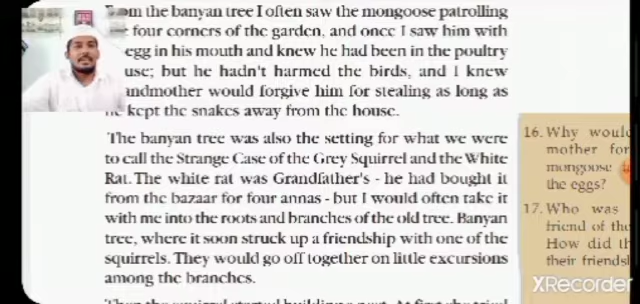 the banyan tree I often saw the mongoose patrolling
four corners of the garden, and once I saw him with
egg in his mouth and knew he had been in the poultry
but he hadn't harmed the birds, and I knew
would forgive him for stealing as long as
kept the snakes away from the house.
The banyan tree was also the setting for what we were
to call the Strange Case of the Grey Squirrel and the White
Rat. The white rat was Grandfather's - he had bought it
from the bazaar for four annas - but I would often take it
with me into the roots and branches of the old tree. Banyan
tree, where it soon struck up a friendship with one of the
squirrels. They would go off together on little excursions
among the branches.
16. Why
mother
mongoose
the eggs?
17. Who was
friend of
How did
their
XRecorder